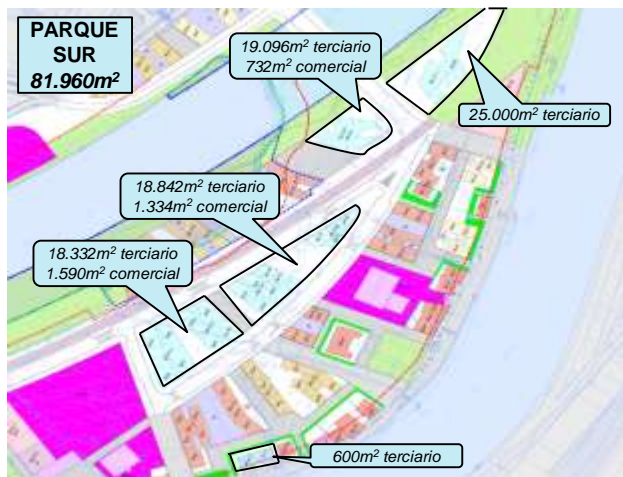 PARQUE
SUR
81.960m²
19.096m² terciario
732m² comercial
25.000m² terciario
18.842m² terciario
1.334m² comercial
18.332m² terciario
1.590m² comercial
600m² terciario